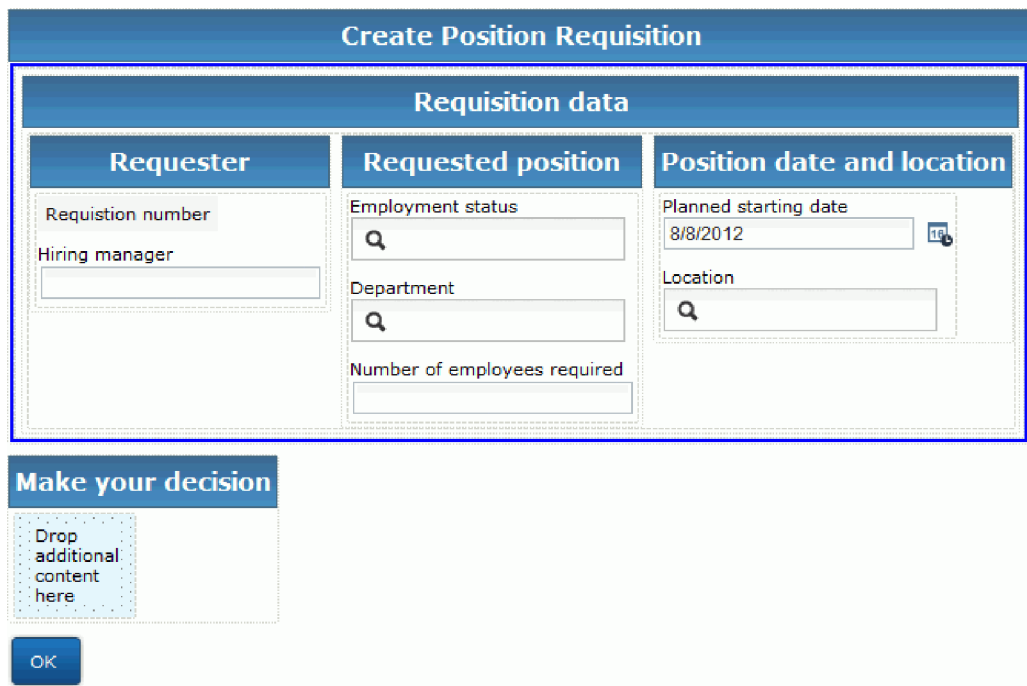 Create Position Requisition
Requisition data
Requester
Requistion number
Hiring manager
Requested position
Employment status
Department
Number of employees required
Position date and location
Planned starting date
8/8/2012
16
Location
Make your decision
Drop
additional
content
here
OK